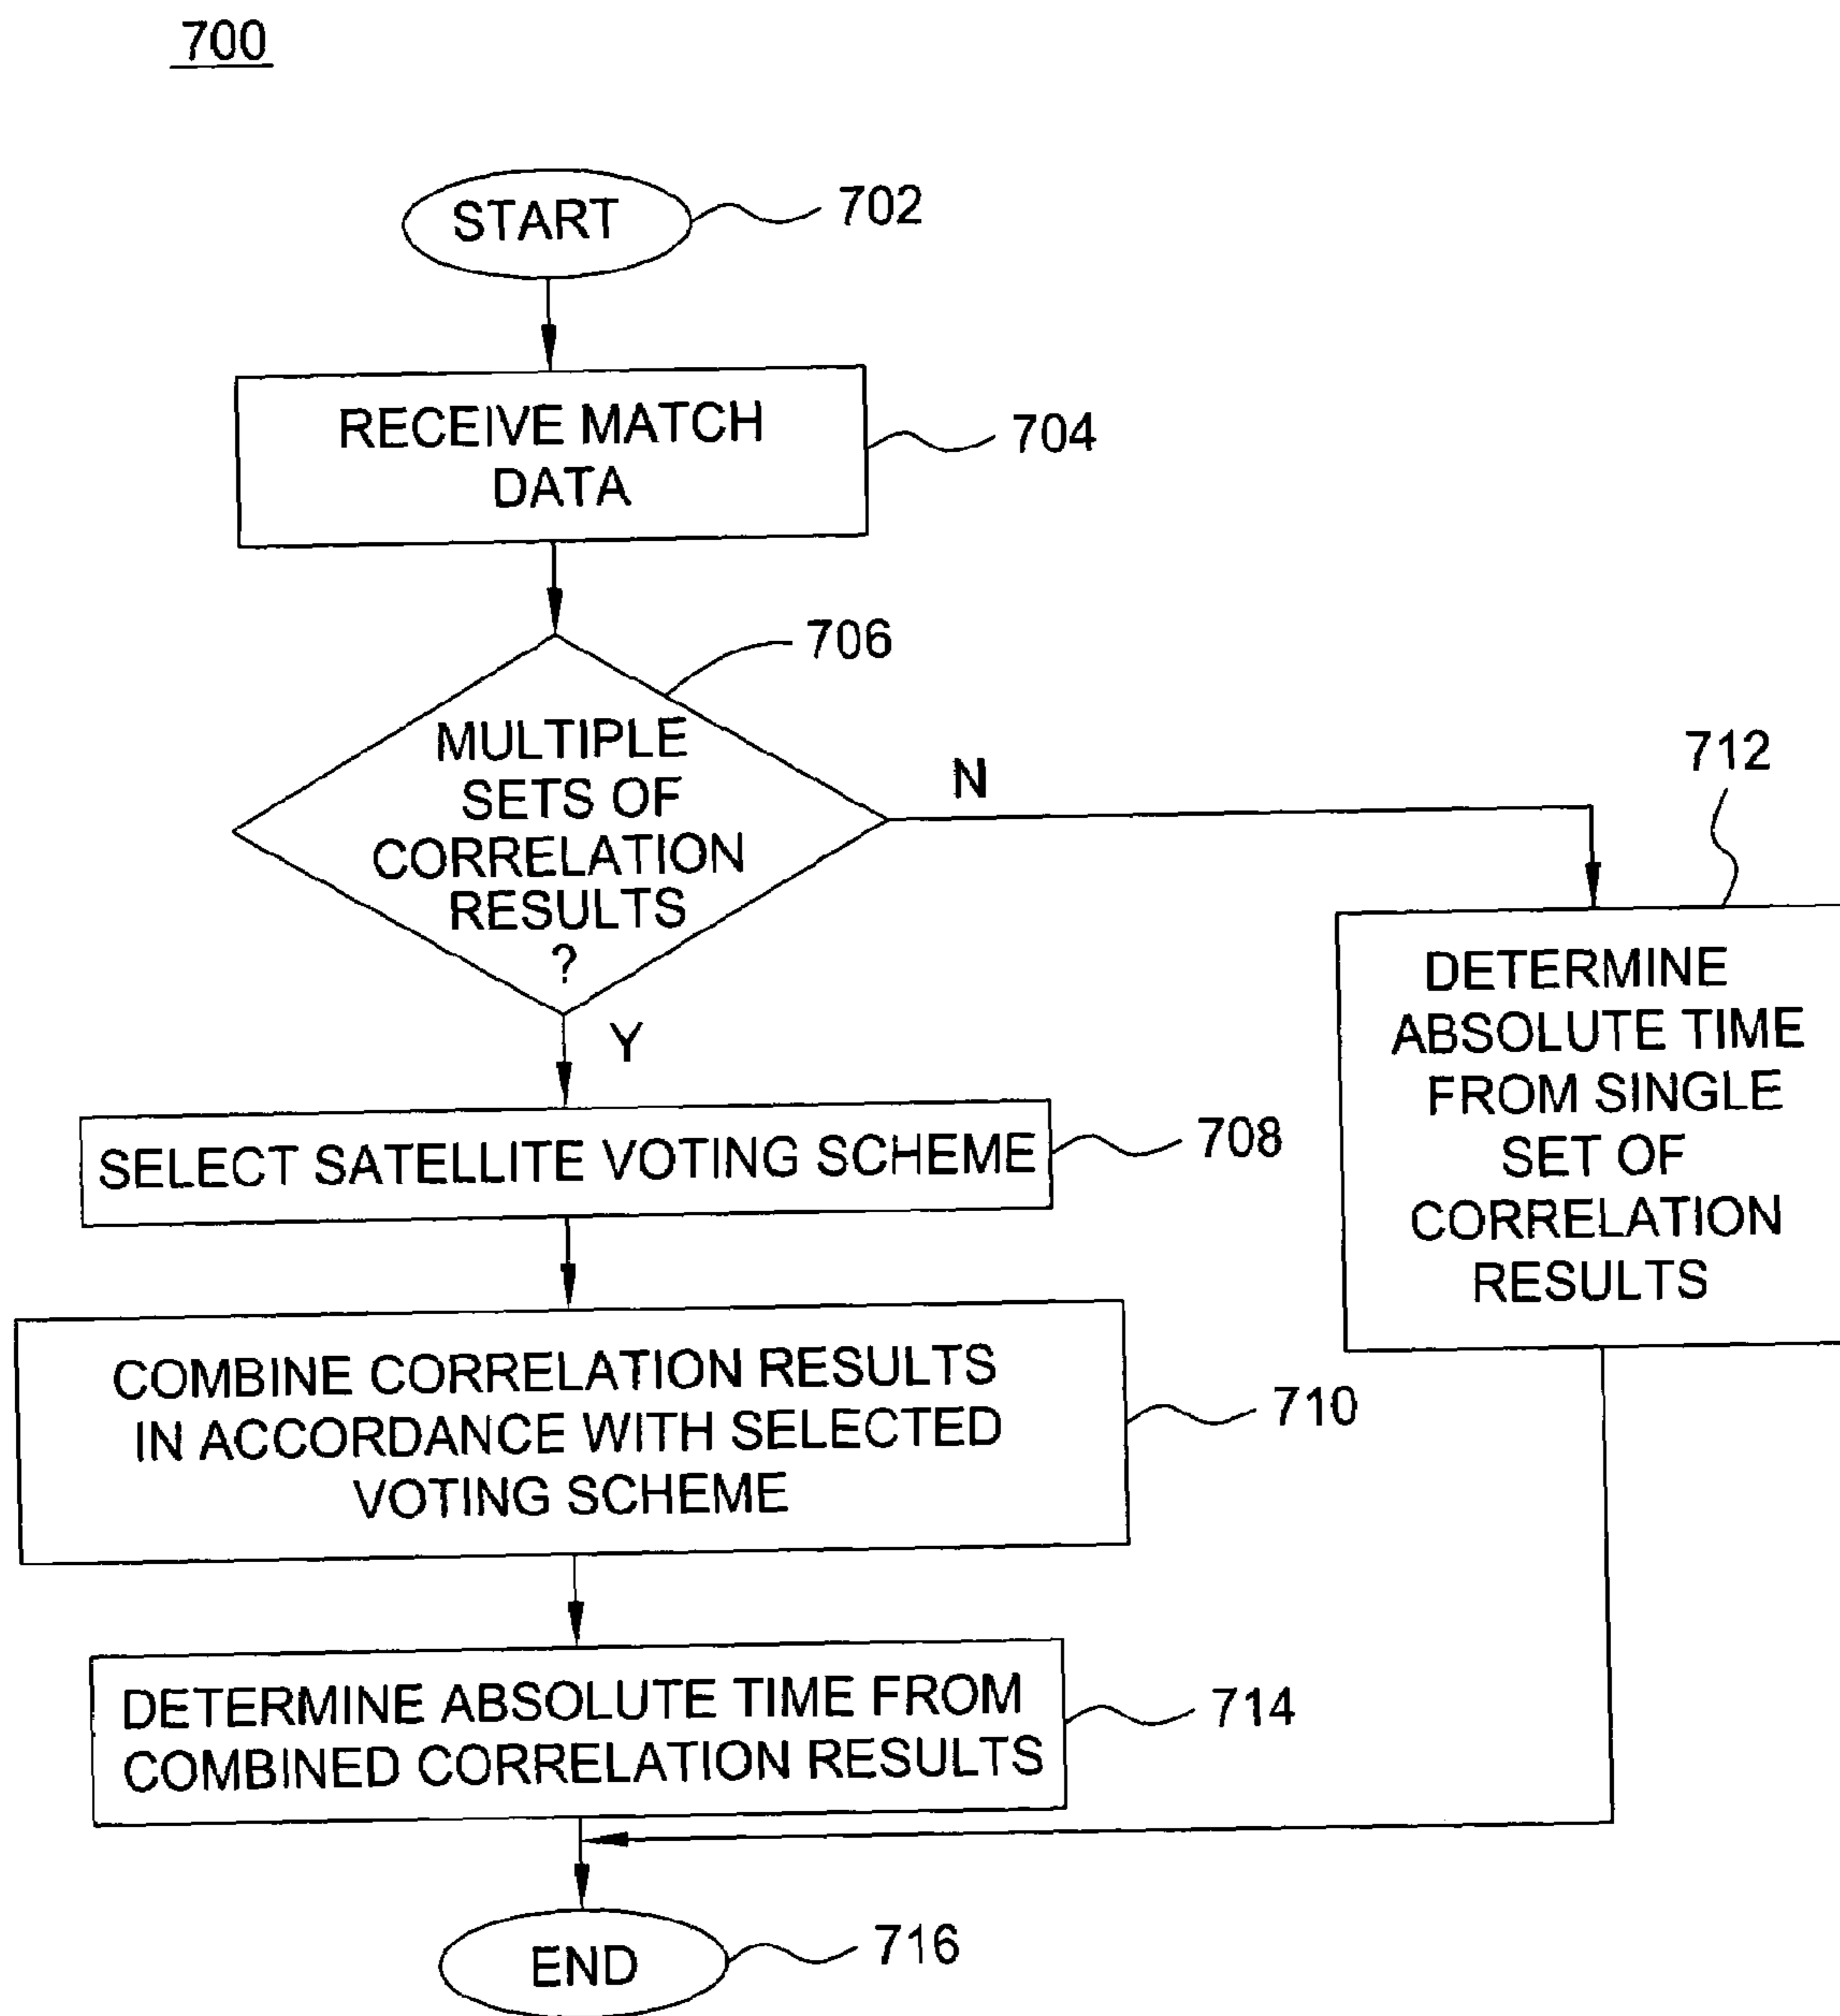 700
START
702
RECEIVE MATCH
DATA
704
706
MULTIPLE
SETS OF
CORRELATION
RESULTS
?
N
Y
712
DETERMINE
ABSOLUTE TIME
FROM SINGLE
SET OF
CORRELATION
RESULTS
SELECT SATELLITE VOTING SCHEME
708
COMBINE CORRELATION RESULTS
IN ACCORDANCE WITH SELECTED
VOTING SCHEME
710
DETERMINE ABSOLUTE TIME FROM
COMBINED CORRELATION RESULTS
714
END
716